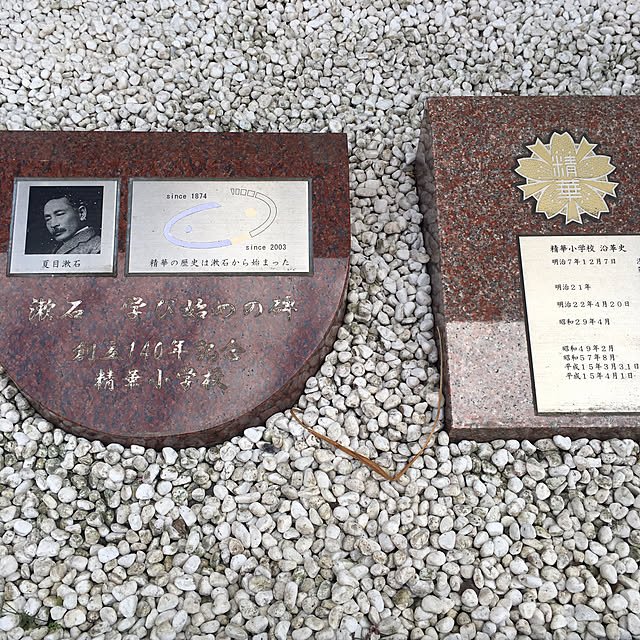 夏目漱石
since 1874
since 2003
精華の歴史は漱石から始まった
漱石 学び始めの碑
創立140年記念
精華小学校
精華
精華小学校 沿革史
明治7年12月7日
明治21年
明治22年4月20日
昭和29年4月
昭和49年2月
昭和57年8月
平成15年3月31日
平成15年4月1日